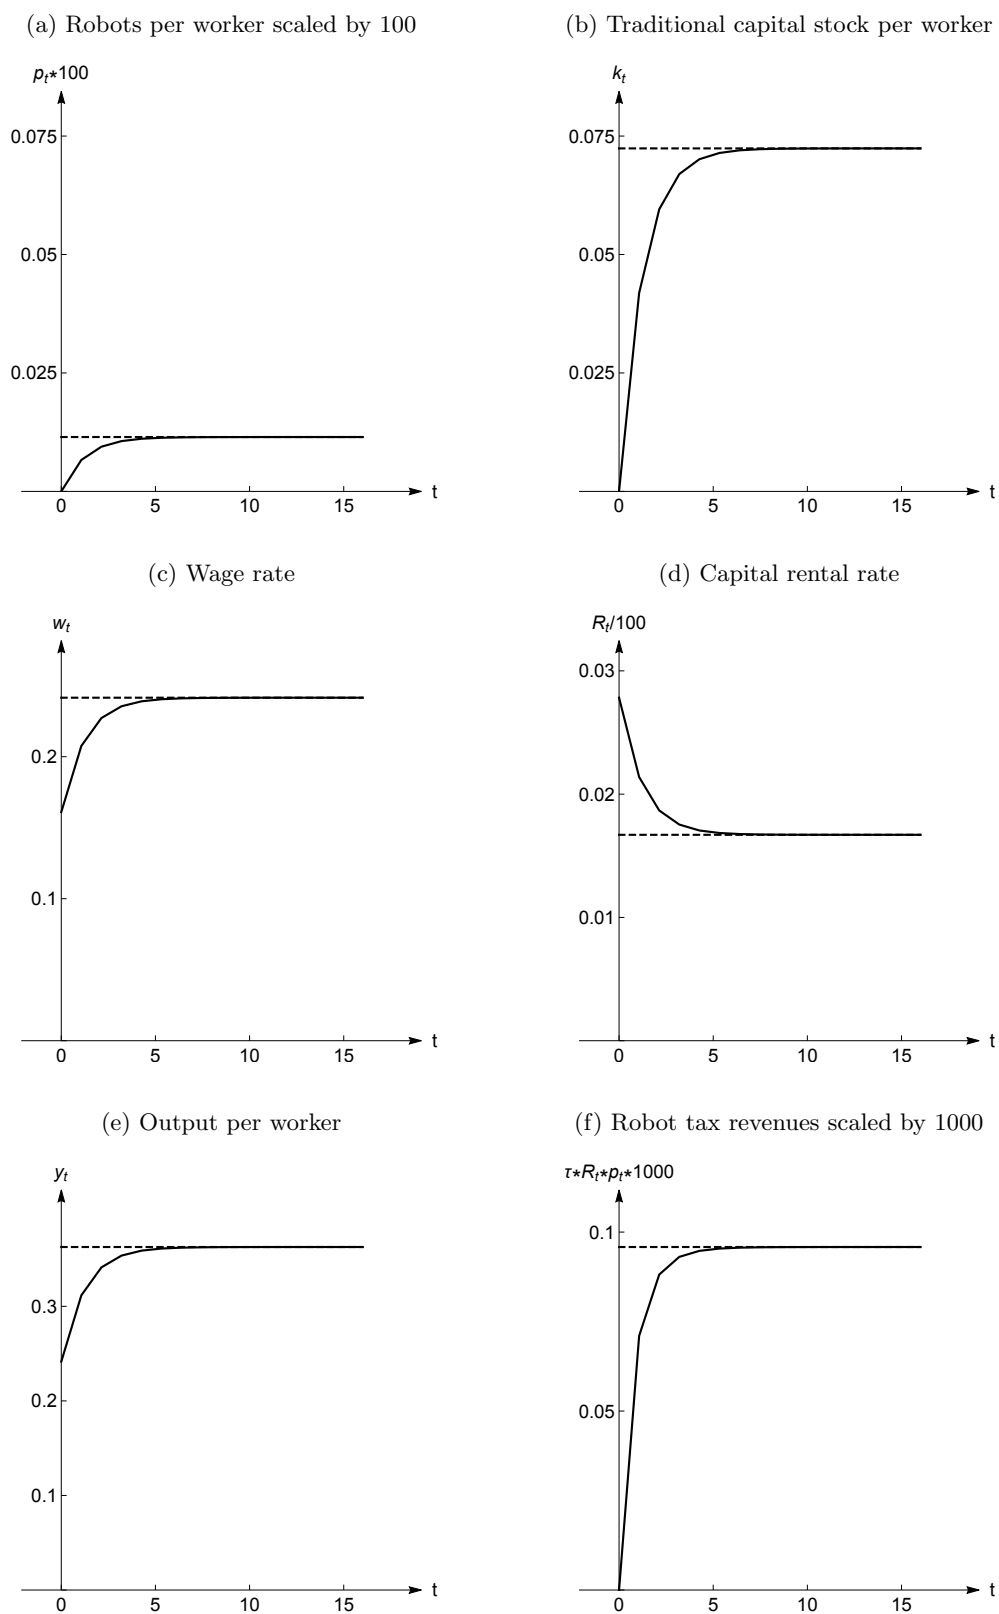 (a) Robots per worker scaled by 100
p_t*100
0.075
0.05
0.025
0 5 10 15 t
(b) Traditional capital stock per worker
k_t
0.075
0.05
0.025
0 5 10 15 t
(c) Wage rate
w_t
0.2
0.1
0 5 10 15 t
(d) Capital rental rate
R_t/100
0.03
0.02
0.01
0 5 10 15 t
(e) Output per worker
y_t
0.3
0.2
0.1
0 5 10 15 t
(f) Robot tax revenues scaled by 1000
τ*R_t*p_t*1000
0.1
0.05
0 5 10 15 t